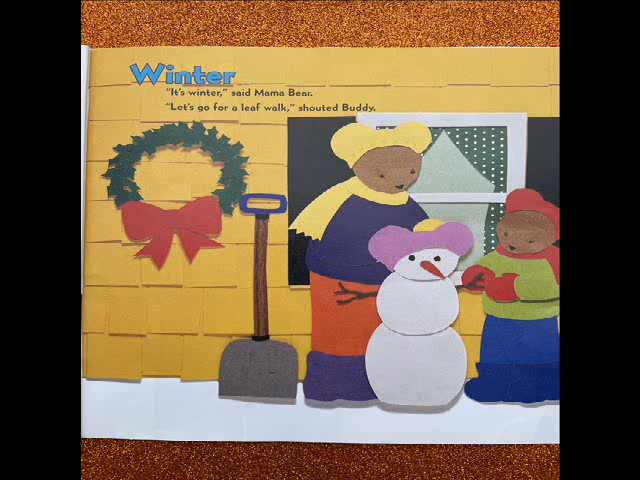 Winter
"It's winter," said Mama Bear.
"Let's go for a leaf walk," shouted Buddy.